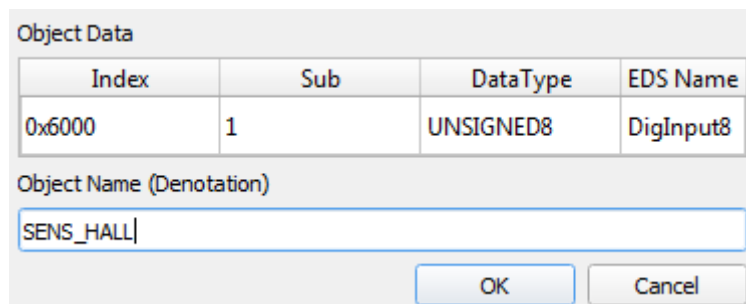 Object Data
Index Sub DataType EDS Name
0x6000 1 UNSIGNED8 DigInput8
Object Name (Denotation)
SENS_HALL
OK Cancel